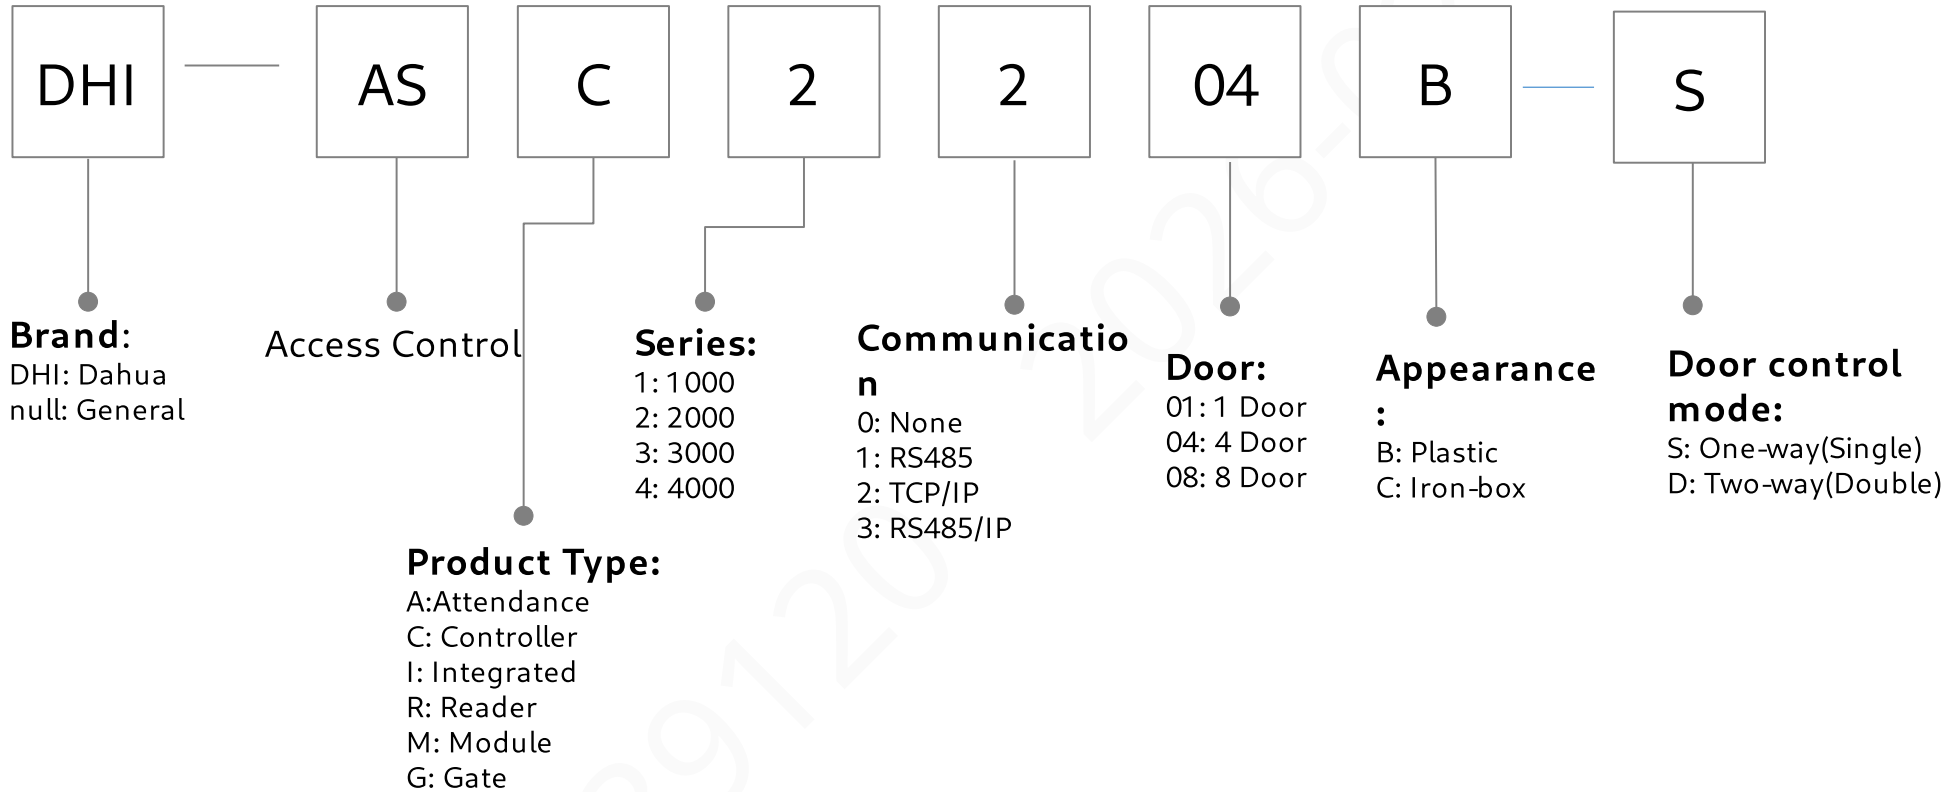 DHI
AS
C
2
2
04
B
S
Brand:
DHI: Dahua
null: General
Access Control
Product Type:
A:Attendance
C: Controller
I: Integrated
R: Reader
M: Module
G: Gate
Series:
1: 1000
2: 2000
3: 3000
4: 4000
Communicatio
n
0: None
1: RS485
2: TCP/IP
3: RS485/IP
Door:
01: 1 Door
04: 4 Door
08: 8 Door
Appearance
:
B: Plastic
C: Iron-box
Door control
mode:
S: One-way(Single)
D: Two-way(Double)